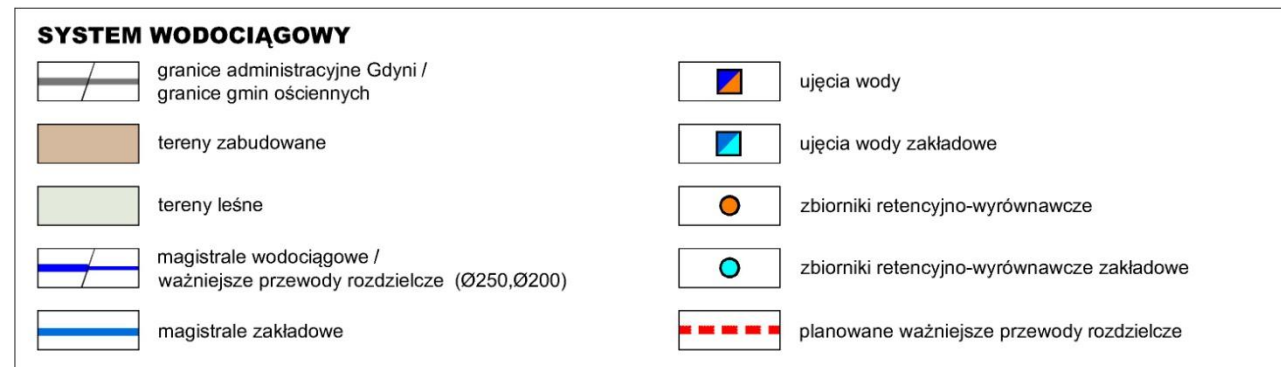 SYSTEM WODOCIĄGOWY
granice administracyjne Gdyni /
granice gmin ościennych
tereny zabudowane
tereny leśne
magistrale wodociągowe /
ważniejsze przewody rozdzielcze (Ø250,Ø200)
magistrale zakładowe
ujęcia wody
ujęcia wody zakładowe
zbiorniki retencyjno-wyrównawcze
zbiorniki retencyjno-wyrównawcze zakładowe
planowane ważniejsze przewody rozdzielcze